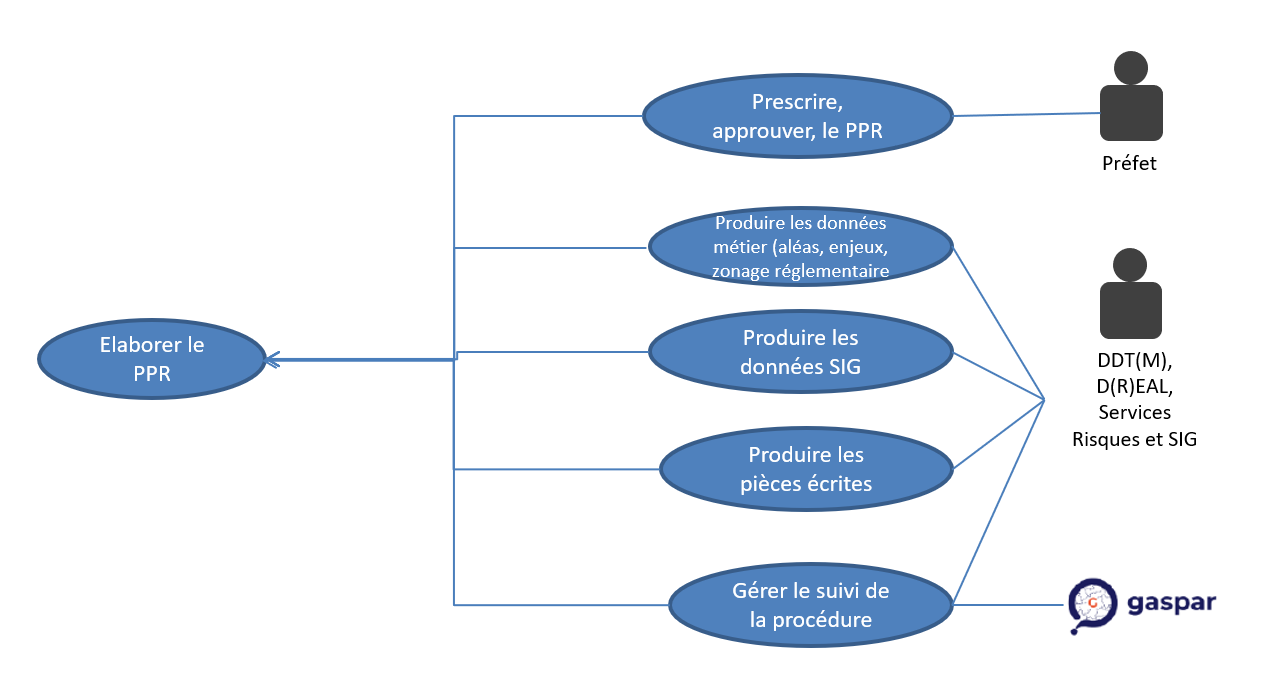 Prescrire,
approuver, le PPR
Préfet
Produire les données
métier (aléas, enjeux,
zonage réglementaire
Elaborer le
PPR
Produire les
données SIG
DDT(M),
D(R)EAL,
Services
Risques et SIG
Produire les
pièces écrites
Gérer le suivi de
la procédure
G
gaspar